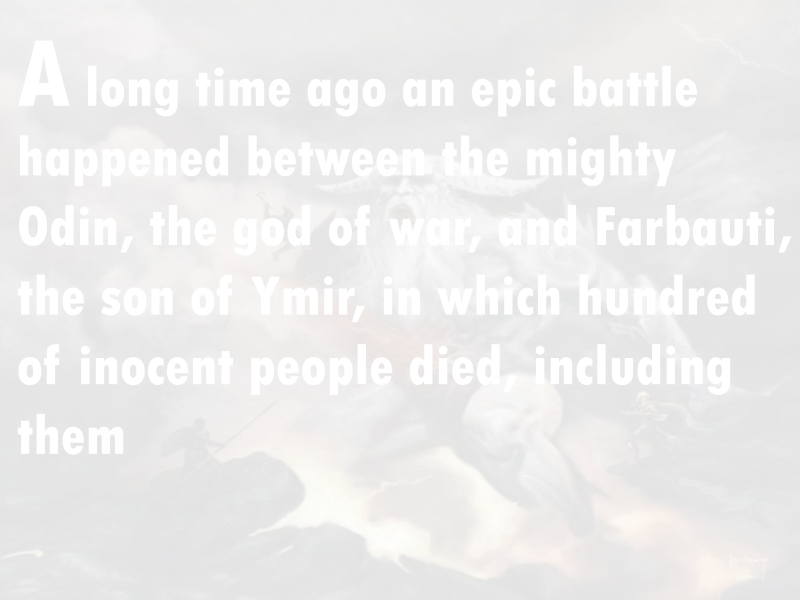 A long time ago an epic battle
happened between the mighty
Odin, the god of war, and Farbauti,
the son of Ymir, in which hundred
of inocent people died, including
them